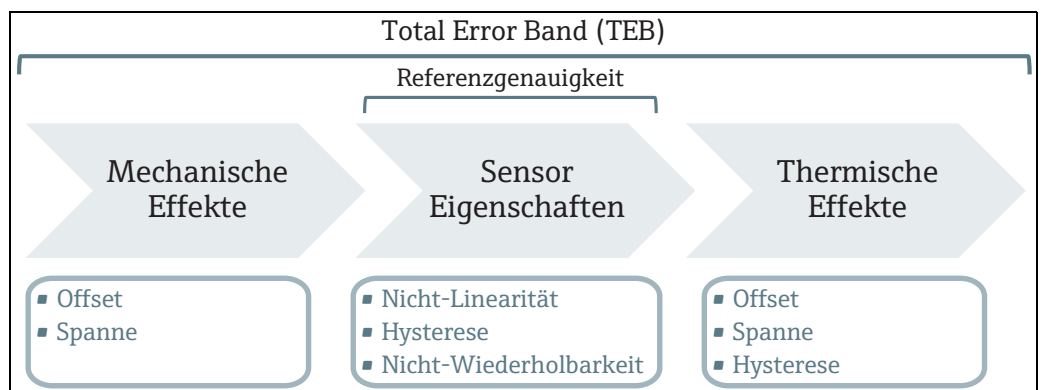 Total Error Band (TEB)
Referenzgenauigkeit
Mechanische
Effekte
Sensor
Eigenschaften
Thermische
Effekte
▪ Offset
▪ Spanne
▪ Nicht-Linearität
▪ Hysterese
▪ Nicht-Wiederholbarkeit
▪ Offset
▪ Spanne
▪ Hysterese